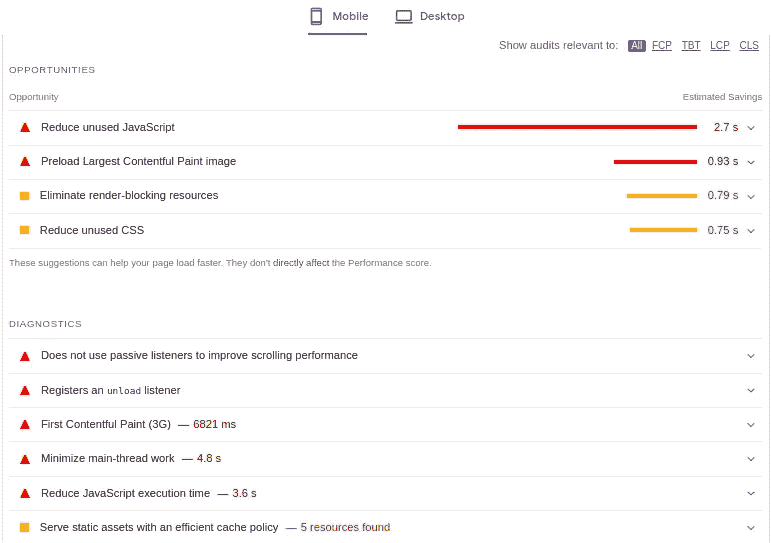 Mobile Desktop
Show audits relevant to: All FCP TBT LCP CLS
OPPORTUNITIES
Opportunity Estimated Savings
Reduce unused JavaScript 2.7 s
Preload Largest Contentful Paint image 0.93 s
Eliminate render-blocking resources 0.79 s
Reduce unused CSS 0.75 s
These suggestions can help your page load faster. They don't directly affect the Performance score.
DIAGNOSTICS
Does not use passive listeners to improve scrolling performance
Registers an unload listener
First Contentful Paint (3G) — 6821 ms
Minimize main-thread work — 4.8 s
Reduce JavaScript execution time — 3.6 s
Serve static assets with an efficient cache policy — 5 resources found